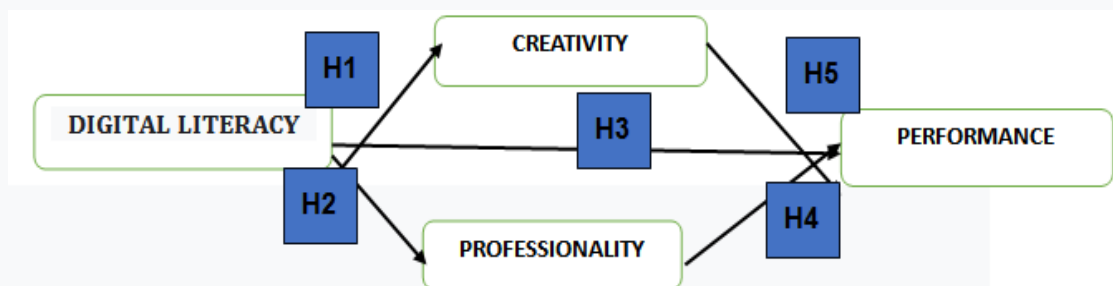 CREATIVITY
H1
H5
DIGITAL LITERACY
H3
PERFORMANCE
H2
H4
PROFESSIONALITY